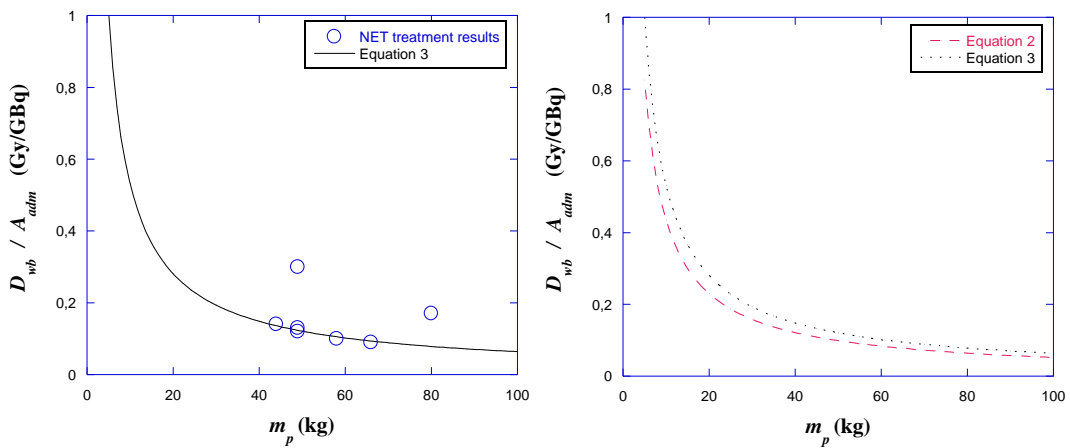 NET treatment results
Equation 3
1
0,8
0,6
0,4
0,2
0
0 20 40 60 80 100
D_wb / A_adm (Gy/GBq)
m_p (kg)
Equation 2
Equation 3
1
0,8
0,6
0,4
0,2
0
0 20 40 60 80 100
D_wb / A_adm (Gy/GBq)
m_p (kg)